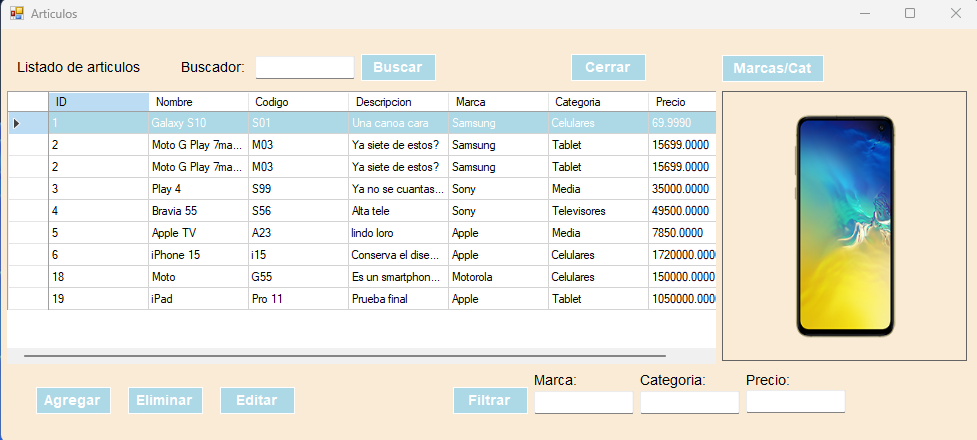 Articulos
Listado de articulos Buscador: Buscar Cerrar Marcas/Cat
ID Nombre Codigo Descripcion Marca Categoria Precio
1 Galaxy S10 S01 Una canoa cara Samsung Celulares 69.9990
2 Moto G Play 7ma... M03 Ya siete de estos? Samsung Tablet 15699.0000
2 Moto G Play 7ma... M03 Ya siete de estos? Samsung Tablet 15699.0000
3 Play 4 S99 Ya no se cuantas... Sony Media 35000.0000
4 Bravia 55 S56 Alta tele Sony Televisores 49500.0000
5 Apple TV A23 lindo loro Apple Media 7850.0000
6 iPhone 15 i15 Conserva el dise... Apple Celulares 1720000.000
18 Moto G55 Es un smartphon... Motorola Celulares 150000.0000
19 iPad Pro 11 Prueba final Apple Tablet 1050000.000
Agregar Eliminar Editar Filtrar Marca: Categoria: Precio: